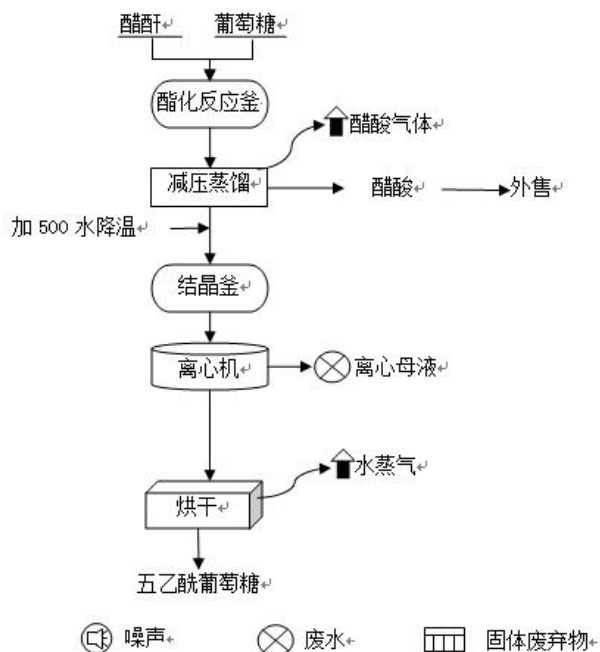 醋酐 葡萄糖
酯化反应釜
醋酸气体
减压蒸馏 醋酸 外售
加 500 水降温
结晶釜
离心机 离心母液
水蒸气
烘干
五乙酰葡萄糖
噪声 废水 固体废弃物